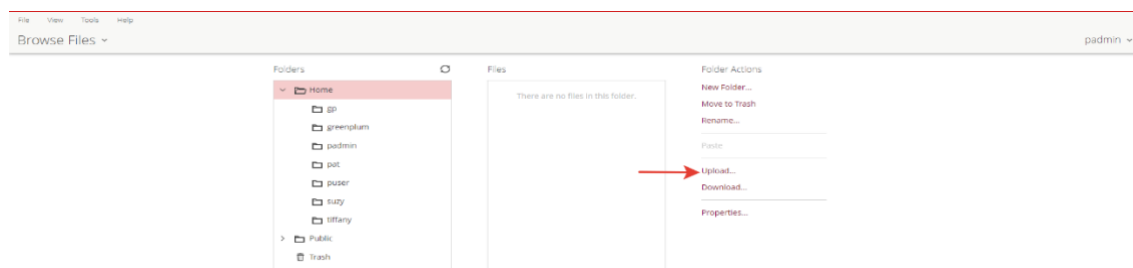 File View Tools Help
Browse Files
padmin
Folders
Home
gp
greenplum
padmin
pat
puser
suzy
tiffany
Public
Trash
Files
There are no files in this folder.
Folder Actions
New Folder...
Move to Trash
Rename...
Paste
Upload...
Download...
Properties...